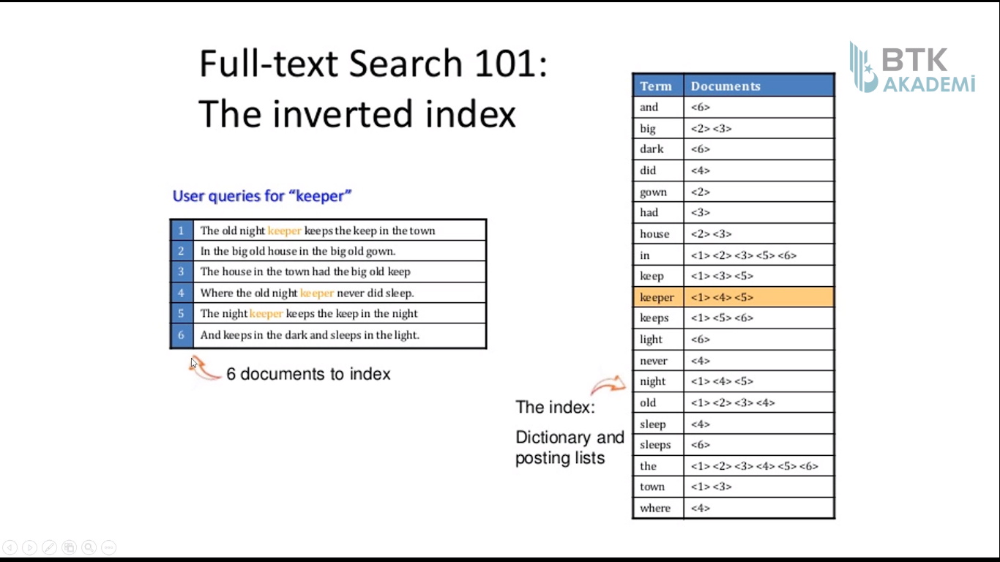 Full-text Search 101:
The inverted index
BTK
AKADEMİ
User queries for “keeper”
1 The old night keeper keeps the keep in the town
2 In the big old house in the big old gown.
3 The house in the town had the big old keep
4 Where the old night keeper never did sleep.
5 The night keeper keeps the keep in the night
6 And keeps in the dark and sleeps in the light.
6 documents to index
The index:
Dictionary and
posting lists
Term Documents
and <6>
big <2> <3>
dark <6>
did <4>
gown <2>
had <3>
house <2> <3>
in <1> <2> <3> <5> <6>
keep <1> <3> <5>
keeper <1> <4> <5>
keeps <1> <5> <6>
light <6>
never <4>
night <1> <4> <5>
old <1> <2> <3> <4>
sleep <4>
sleeps <6>
the <1> <2> <3> <4> <5> <6>
town <1> <3>
where <4>